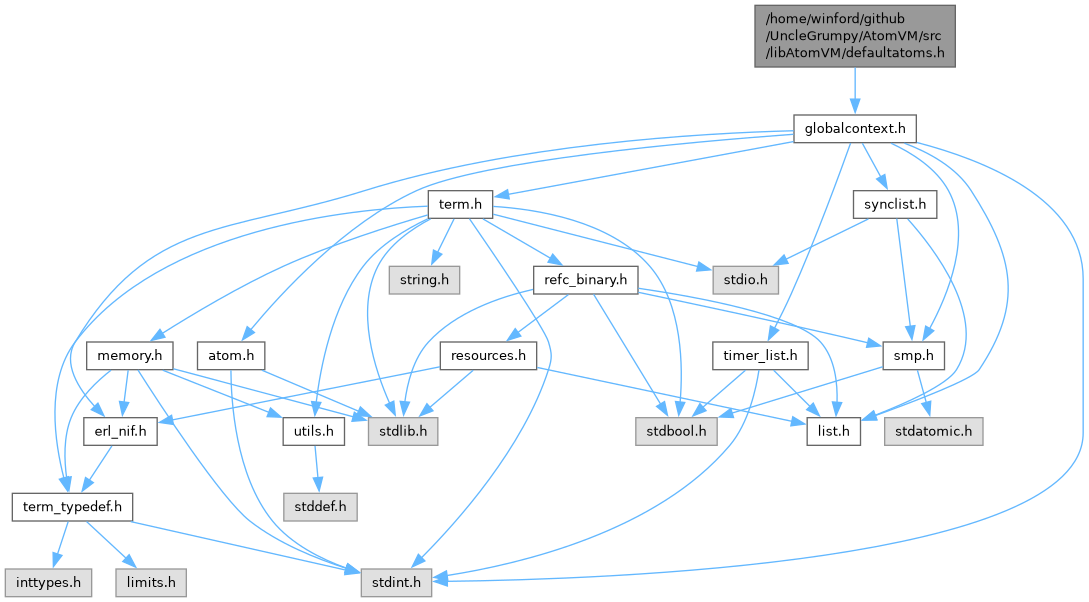 /home/winford/github
/UncleGrumpy/AtomVM/src
/libAtomVM/defaultatoms.h
globalcontext.h
term.h
synclist.h
string.h
refc_binary.h
stdio.h
memory.h
atom.h
resources.h
timer_list.h
smp.h
erl_nif.h
utils.h
stdlib.h
stdbool.h
list.h
stdatomic.h
term_typedef.h
stddef.h
inttypes.h
limits.h
stdint.h